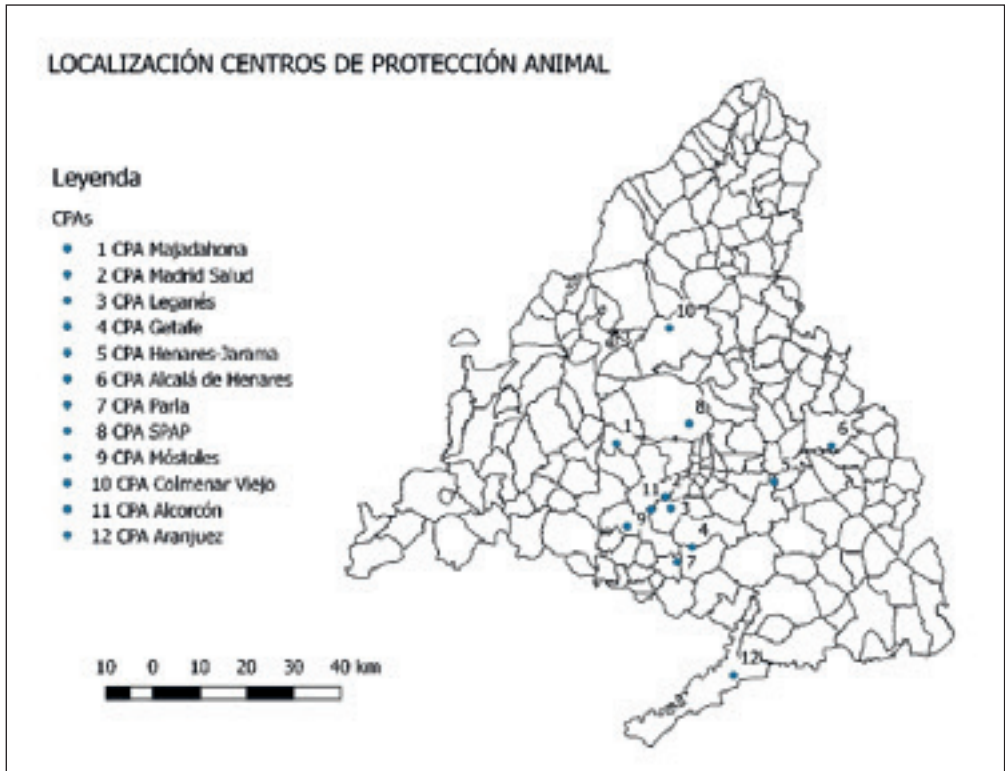 LOCALIZACIÓN CENTROS DE PROTECCIÓN ANIMAL
Leyenda
CPAs
1 CPA Majadahona
2 CPA Madrid Salud
3 CPA Leganés
4 CPA Getafe
5 CPA Henares-Jarama
6 CPA Alcalá de Henares
7 CPA Parla
8 CPA SPAP
9 CPA Móstoles
10 CPA Colmenar Viejo
11 CPA Alcorcón
12 CPA Aranjuez
10 0 10 20 30 40 km
10
8
1
6
5
11 2
3
9
4
7
12